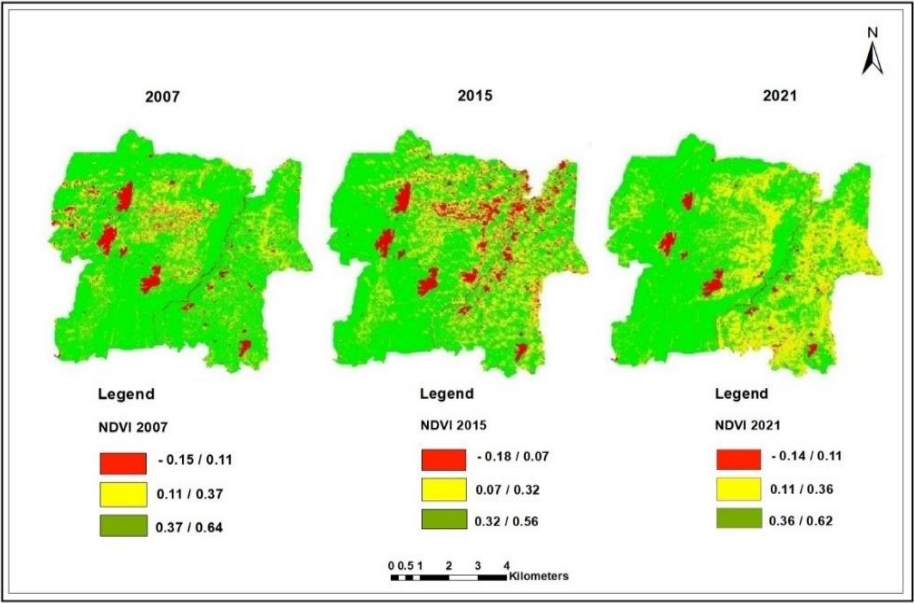 N
2007 2015 2021
Legend Legend Legend
NDVI 2007 NDVI 2015 NDVI 2021
- 0.15 / 0.11 - 0.18 / 0.07 - 0.14 / 0.11
0.11 / 0.37 0.07 / 0.32 0.11 / 0.36
0.37 / 0.64 0.32 / 0.56 0.36 / 0.62
0 0.5 1 2 3 4
Kilometers